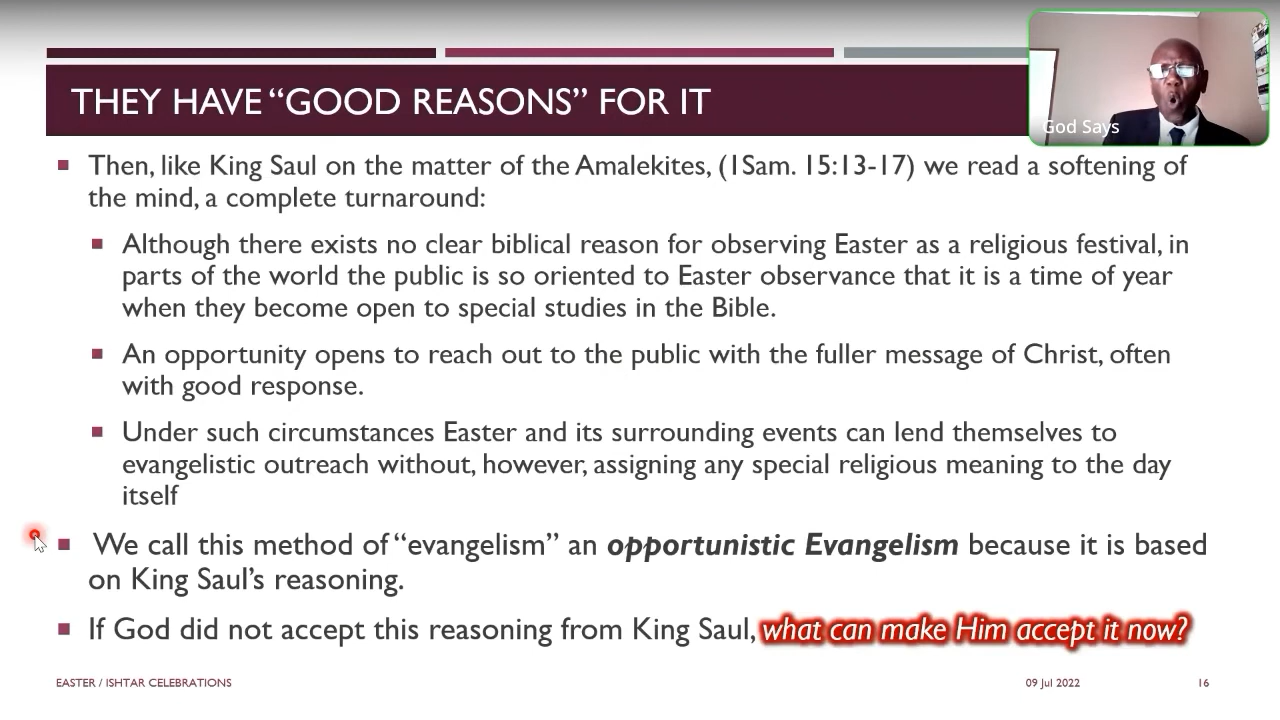 THEY HAVE “GOOD REASONS” FOR IT
God Says
Then, like King Saul on the matter of the Amalekites, (1Sam. 15:13-17) we read a softening of
the mind, a complete turnaround:
Although there exists no clear biblical reason for observing Easter as a religious festival, in
parts of the world the public is so oriented to Easter observance that it is a time of year
when they become open to special studies in the Bible.
An opportunity opens to reach out to the public with the fuller message of Christ, often
with good response.
Under such circumstances Easter and its surrounding events can lend themselves to
evangelistic outreach without, however, assigning any special religious meaning to the day
itself
We call this method of “evangelism” an opportunistic Evangelism because it is based
on King Saul’s reasoning.
If God did not accept this reasoning from King Saul, what can make Him accept it now?
EASTER / ISHTAR CELEBRATIONS
09 Jul 2022
16